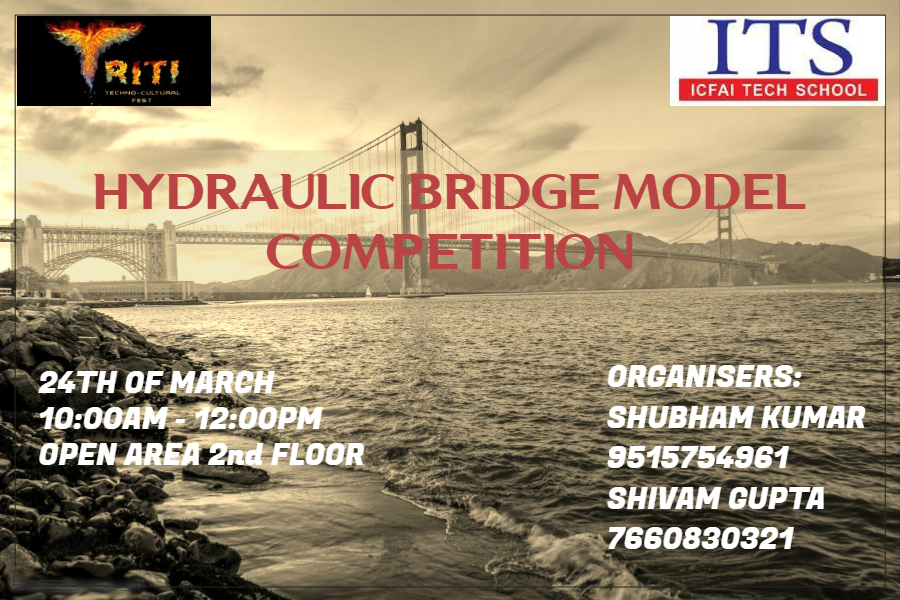 TRITI
TECHNO-CULTURAL
FEST
ITS
ICFAI TECH SCHOOL
HYDRAULIC BRIDGE MODEL
COMPETITION
24TH OF MARCH
10:00AM - 12:00PM
OPEN AREA 2nd FLOOR
ORGANISERS:
SHUBHAM KUMAR
9515754961
SHIVAM GUPTA
7660830321